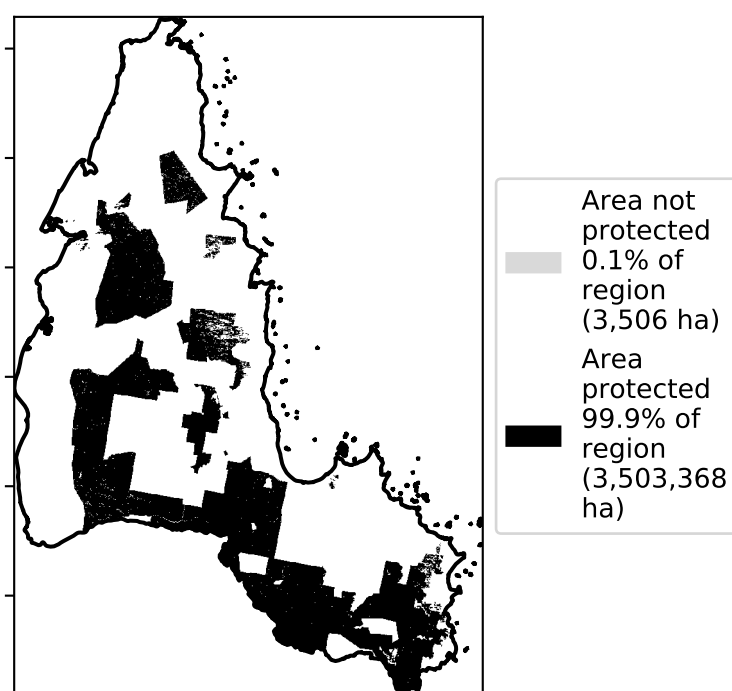 Area not
protected
0.1% of
region
(3,506 ha)
Area
protected
99.9% of
region
(3,503,368
ha)